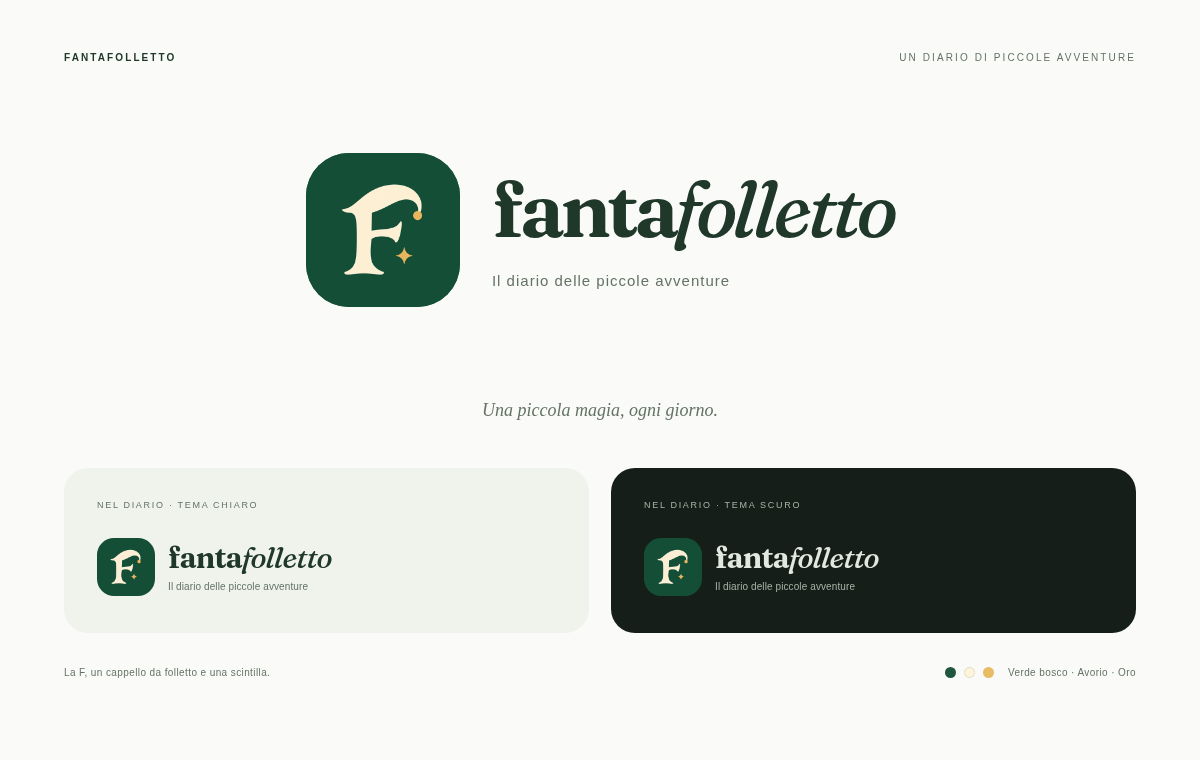 FANTAFOLLETTO
UN DIARIO DI PICCOLE AVVENTURE
F
fantafolletto
Il diario delle piccole avventure
Una piccola magia, ogni giorno.
NEL DIARIO · TEMA CHIARO
F
fantafolletto
Il diario delle piccole avventure
NEL DIARIO · TEMA SCURO
F
fantafolletto
Il diario delle piccole avventure
La F, un cappello da folletto e una scintilla.
Verde bosco · Avorio · Oro